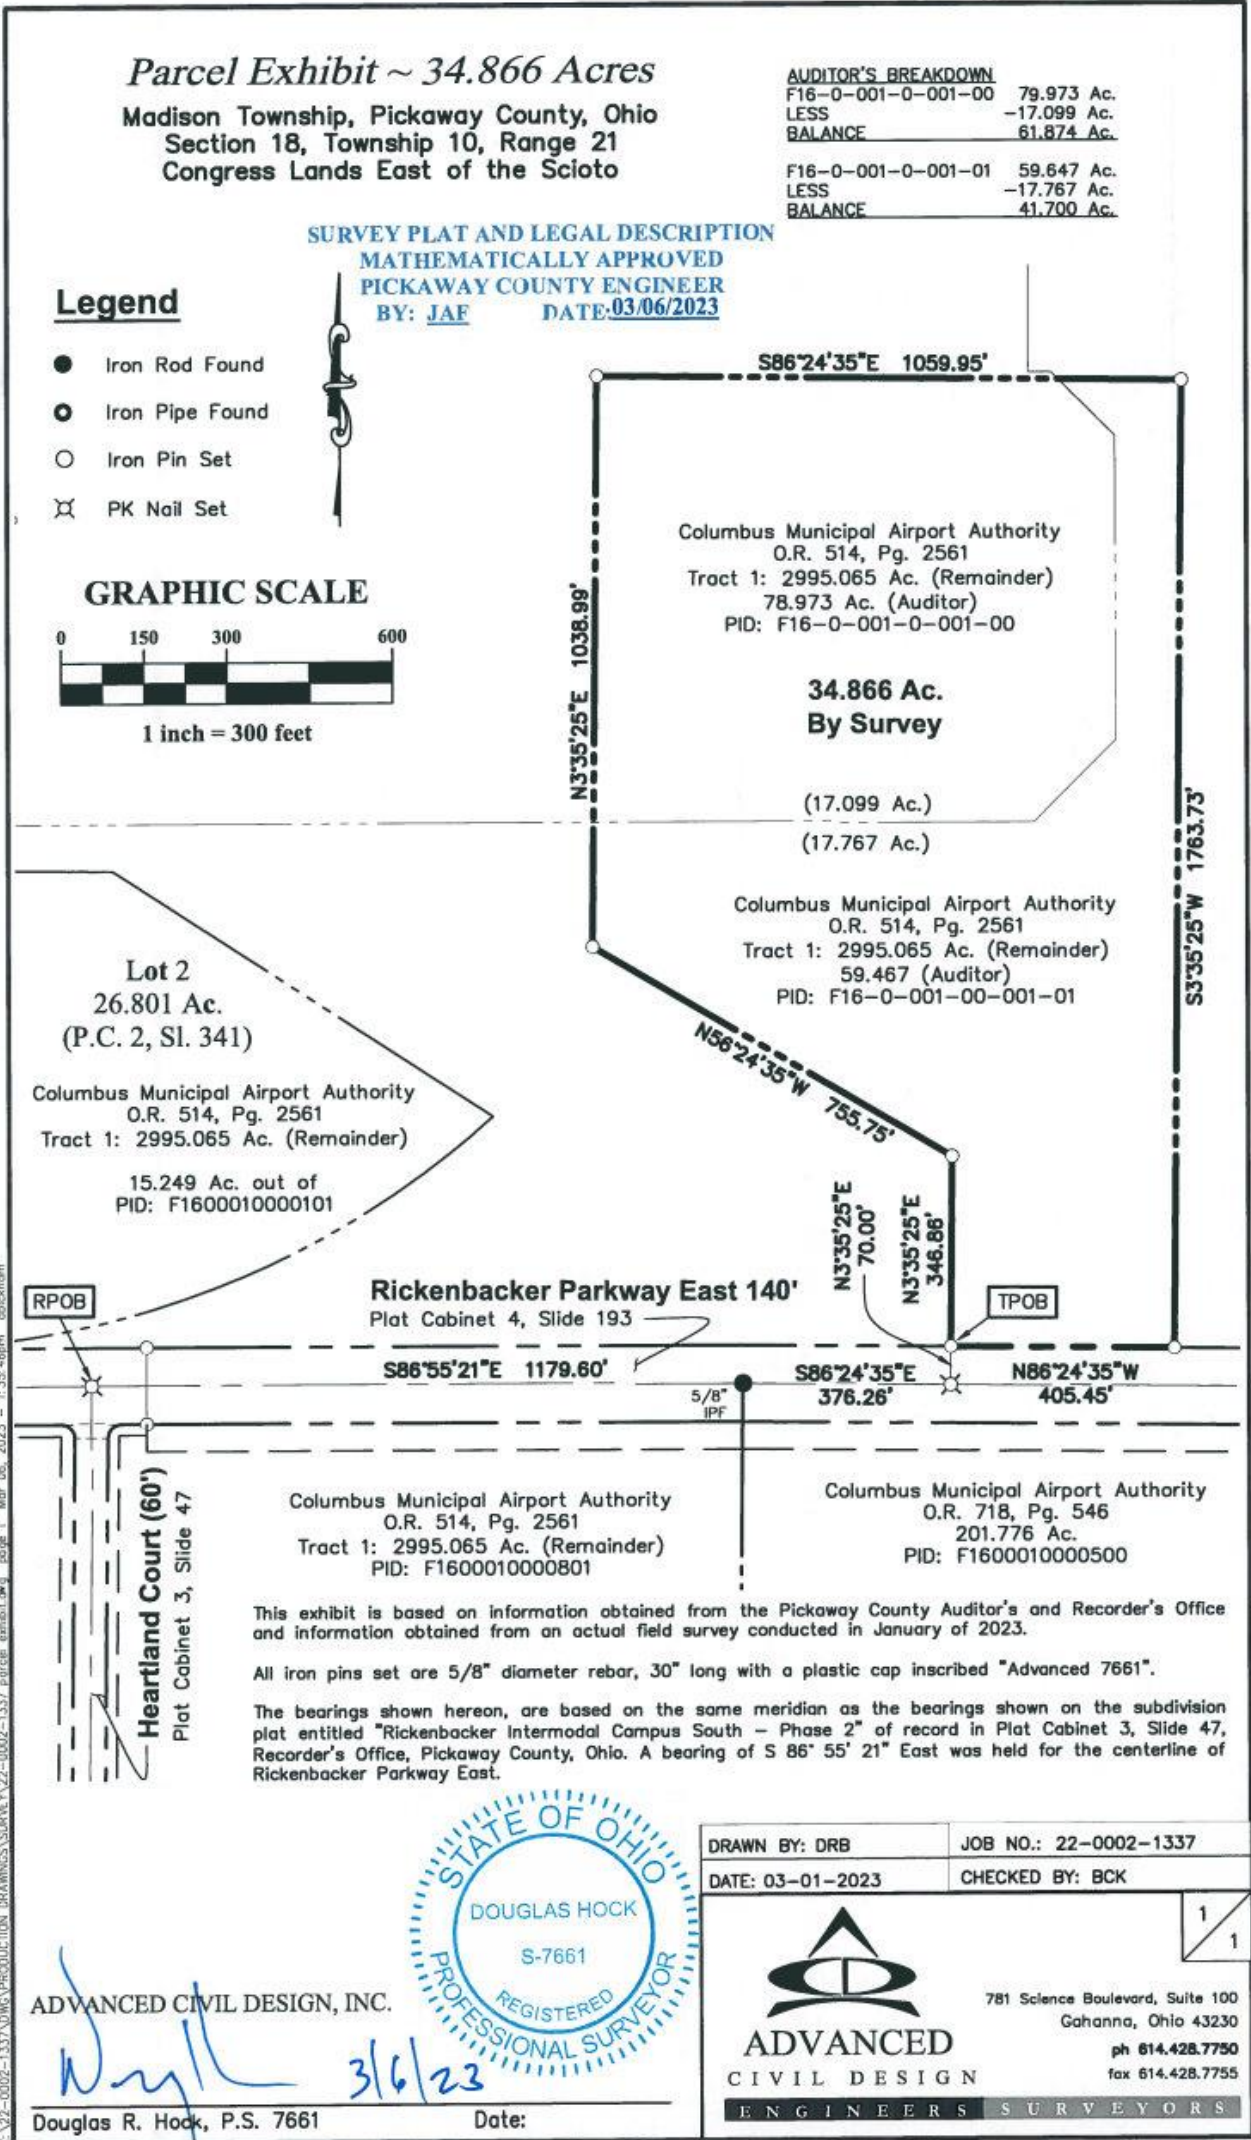 Parcel Exhibit ~ 34.866 Acres
Madison Township, Pickaway County, Ohio
Section 18, Township 10, Range 21
Congress Lands East of the Scioto
AUDITOR'S BREAKDOWN
F16-0-001-0-001-00 79.973 Ac.
LESS -17.099 Ac.
BALANCE 61.874 Ac.
F16-0-001-0-001-01 59.647 Ac.
LESS -17.767 Ac.
BALANCE 41.700 Ac.
SURVEY PLAT AND LEGAL DESCRIPTION
MATHEMATICALLY APPROVED
PICKAWAY COUNTY ENGINEER
BY: JAF DATE: 03/06/2023
Legend
Iron Rod Found
Iron Pipe Found
Iron Pin Set
PK Nail Set
GRAPHIC SCALE
0 150 300 600
1 inch = 300 feet
S86°24'35"E 1059.95'
N3°35'25"E 1038.99'
Columbus Municipal Airport Authority
O.R. 514, Pg. 2561
Tract 1: 2995.065 Ac. (Remainder)
78.973 Ac. (Auditor)
PID: F16-0-001-0-001-00
34.866 Ac.
By Survey
(17.099 Ac.)
(17.767 Ac.)
S3°35'25"W 1763.73'
Columbus Municipal Airport Authority
O.R. 514, Pg. 2561
Tract 1: 2995.065 Ac. (Remainder)
59.467 (Auditor)
PID: F16-0-001-00-001-01
Lot 2
26.801 Ac.
(P.C. 2, Sl. 341)
Columbus Municipal Airport Authority
O.R. 514, Pg. 2561
Tract 1: 2995.065 Ac. (Remainder)
15.249 Ac. out of
PID: F1600010000101
N56°24'35"W 755.75'
N3°35'25"E
70.00'
N3°35'25"E
346.86'
RPOB
TPOB
Rickenbacker Parkway East 140'
Plat Cabinet 4, Slide 193
S86°55'21"E 1179.60'
5/8"
IPF
S86°24'35"E
376.26'
N86°24'35"W
405.45'
Heartland Court (60')
Plat Cabinet 3, Slide 47
Columbus Municipal Airport Authority
O.R. 514, Pg. 2561
Tract 1: 2995.065 Ac. (Remainder)
PID: F1600010000801
Columbus Municipal Airport Authority
O.R. 718, Pg. 546
201.776 Ac.
PID: F1600010000500
This exhibit is based on information obtained from the Pickaway County Auditor's and Recorder's Office
and information obtained from an actual field survey conducted in January of 2023.
All iron pins set are 5/8" diameter rebar, 30" long with a plastic cap inscribed "Advanced 7661".
The bearings shown hereon, are based on the same meridian as the bearings shown on the subdivision
plat entitled "Rickenbacker Intermodal Campus South - Phase 2" of record in Plat Cabinet 3, Slide 47,
Recorder's Office, Pickaway County, Ohio. A bearing of S 86° 55' 21" East was held for the centerline of
Rickenbacker Parkway East.
STATE OF OHIO
DOUGLAS HOCK
S-7661
REGISTERED
PROFESSIONAL SURVEYOR
ADVANCED CIVIL DESIGN, INC.
3/6/23
Douglas R. Hock, P.S. 7661 Date:
DRAWN BY: DRB JOB NO.: 22-0002-1337
DATE: 03-01-2023 CHECKED BY: BCK
1
1
ADVANCED
CIVIL DESIGN
781 Science Boulevard, Suite 100
Gahanna, Ohio 43230
ph 614.428.7750
fax 614.428.7755
ENGINEERS SURVEYORS